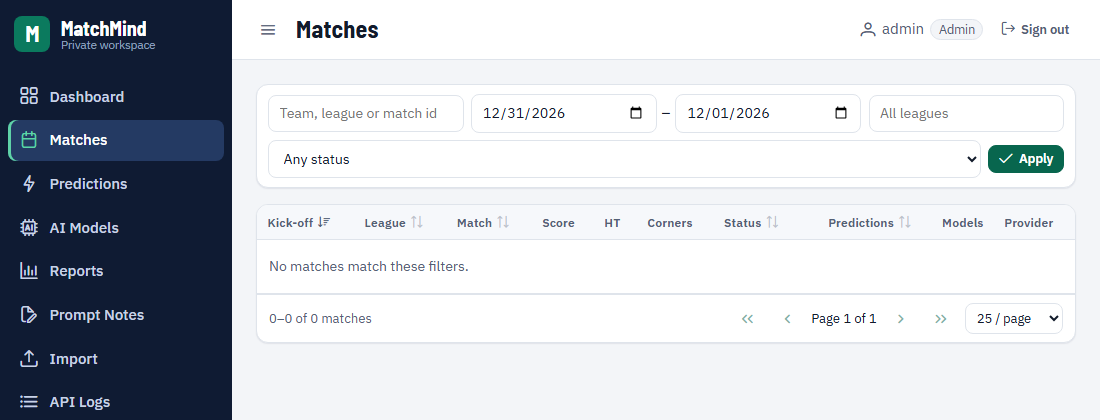 M MatchMind
Private workspace
Dashboard
Matches
Predictions
AI Models
Reports
Prompt Notes
Import
API Logs
Matches
admin Admin Sign out
Team, league or match id 12/31/2026 – 12/01/2026 All leagues
Any status Apply
Kick-off League Match Score HT Corners Status Predictions Models Provider
No matches match these filters.
0–0 of 0 matches Page 1 of 1 25 / page